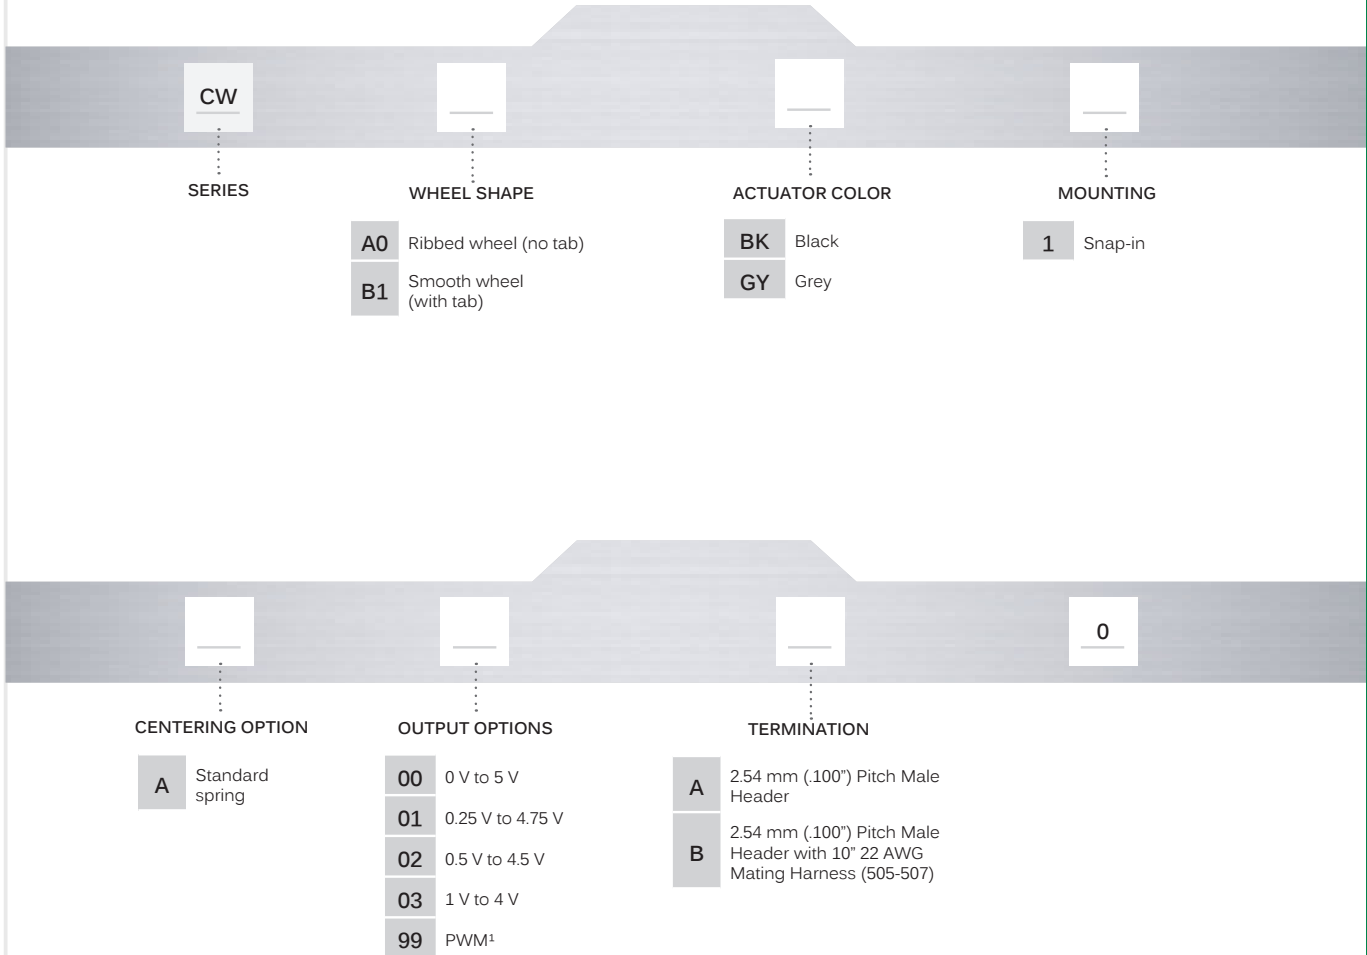 CW
SERIES
WHEEL SHAPE
A0 Ribbed wheel (no tab)
B1 Smooth wheel
(with tab)
ACTUATOR COLOR
BK Black
GY Grey
MOUNTING
1 Snap-in
0
CENTERING OPTION
A Standard
spring
OUTPUT OPTIONS
00 0 V to 5 V
01 0.25 V to 4.75 V
02 0.5 V to 4.5 V
03 1 V to 4 V
99 PWM¹
TERMINATION
A 2.54 mm (.100”) Pitch Male
Header
B 2.54 mm (.100”) Pitch Male
Header with 10” 22 AWG
Mating Harness (505-507)